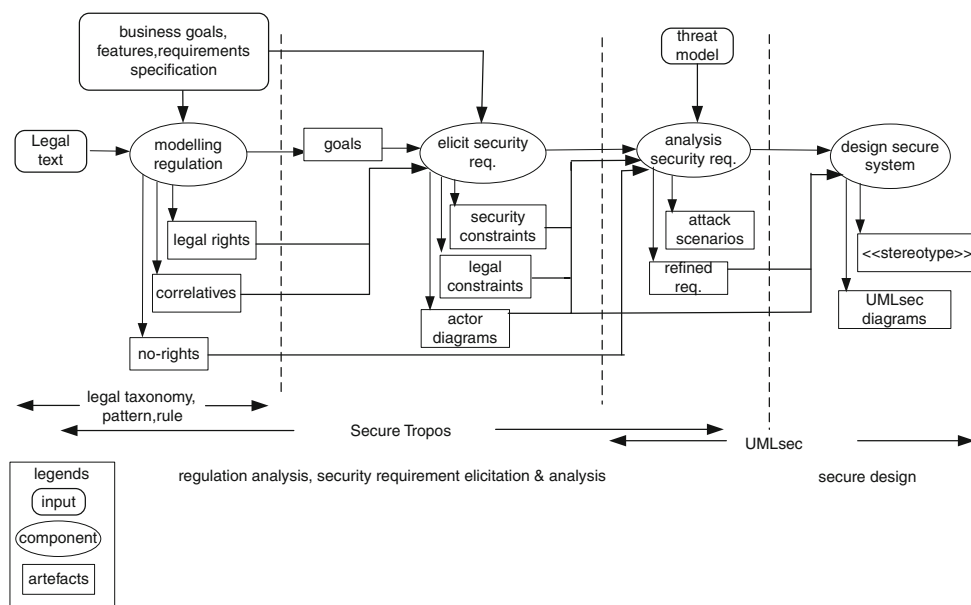 business goals,
features,requirements
specification
threat
model
Legal
text
modelling
regulation
goals
elicit security
req.
analysis
security req.
design secure
system
legal rights
security
constraints
attack
scenarios
<<stereotype>>
correlatives
legal
constraints
refined
req.
UMLsec
diagrams
actor
diagrams
no-rights
legal taxonomy,
pattern,rule
Secure Tropos
UMLsec
regulation analysis, security requirement elicitation & analysis
secure design
legends
input
component
artefacts